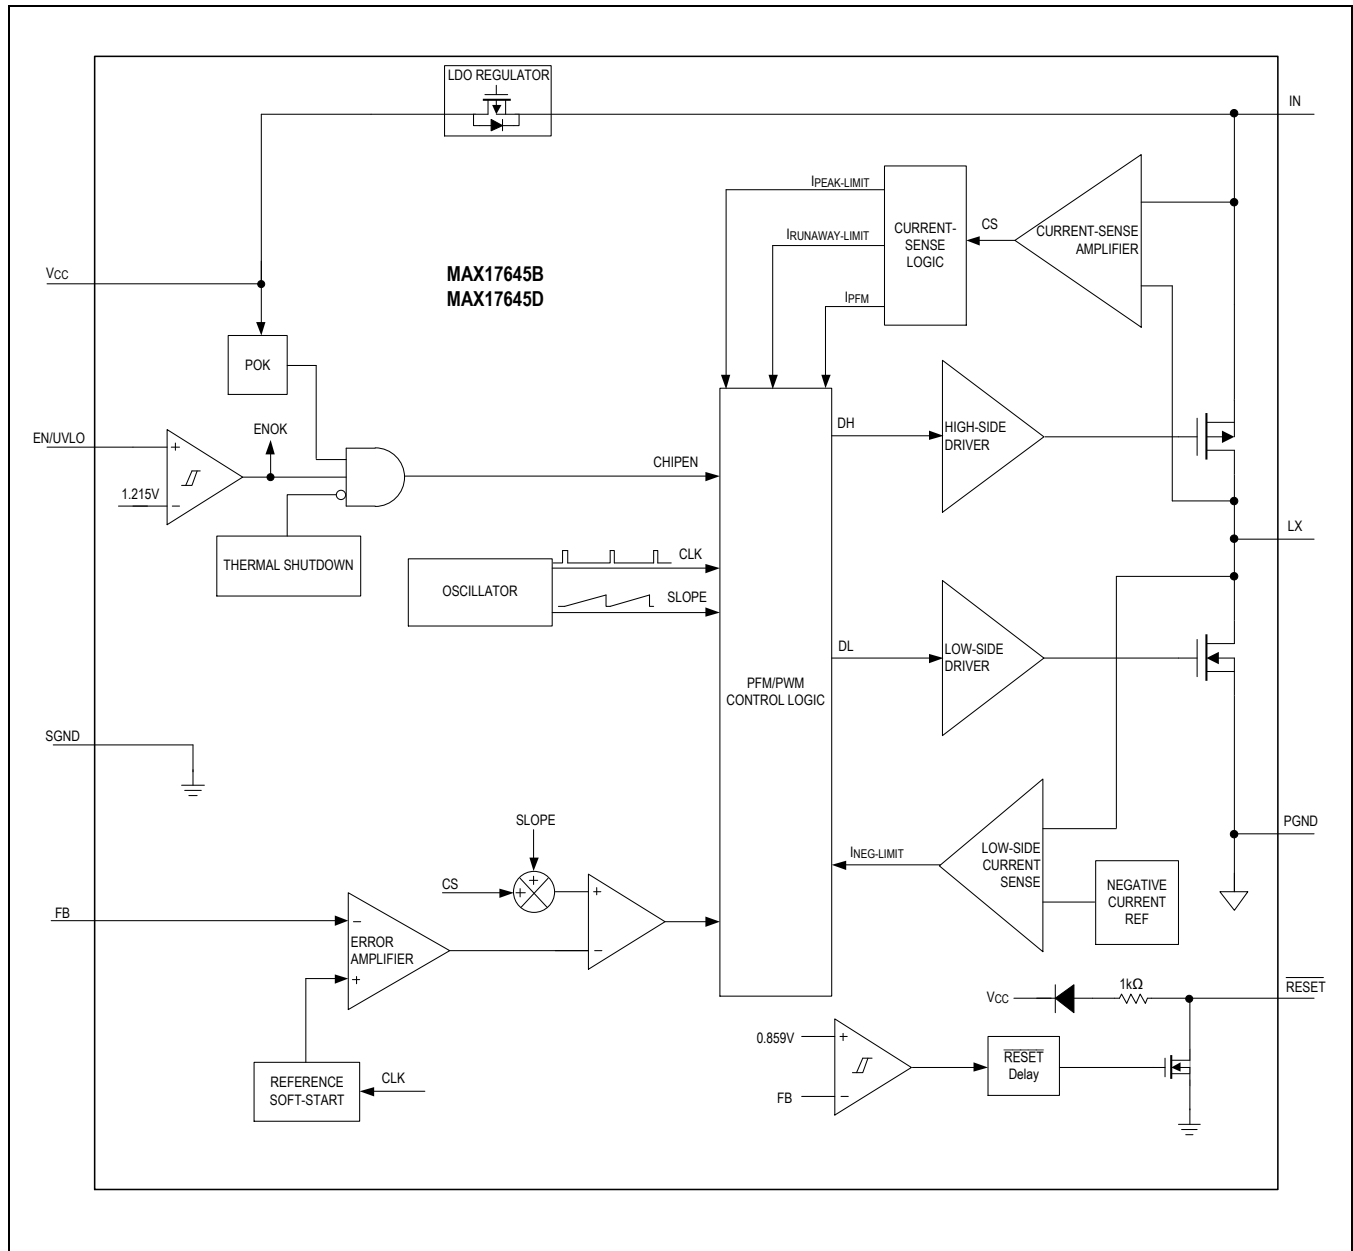 LDO REGULATOR
IN
IPEAK-LIMIT
IRUNAWAY-LIMIT
IPFM
CURRENT-
SENSE
LOGIC
CS
CURRENT-SENSE
AMPLIFIER
VCC
MAX17645B
MAX17645D
POK
EN/UVLO
+
1.215V
−
ENOK
THERMAL SHUTDOWN
CHIPEN
DH
HIGH-SIDE
DRIVER
LX
OSCILLATOR
CLK
SLOPE
DL
LOW-SIDE
DRIVER
PFM/PWM
CONTROL LOGIC
SGND
PGND
SLOPE
CS
+
+
+
−
INEG-LIMIT
LOW-SIDE
CURRENT
SENSE
NEGATIVE
CURRENT
REF
FB
−
ERROR
AMPLIFIER
+
REFERENCE
SOFT-START
CLK
VCC
1kΩ
RESET
0.859V
+
FB
−
RESET
Delay